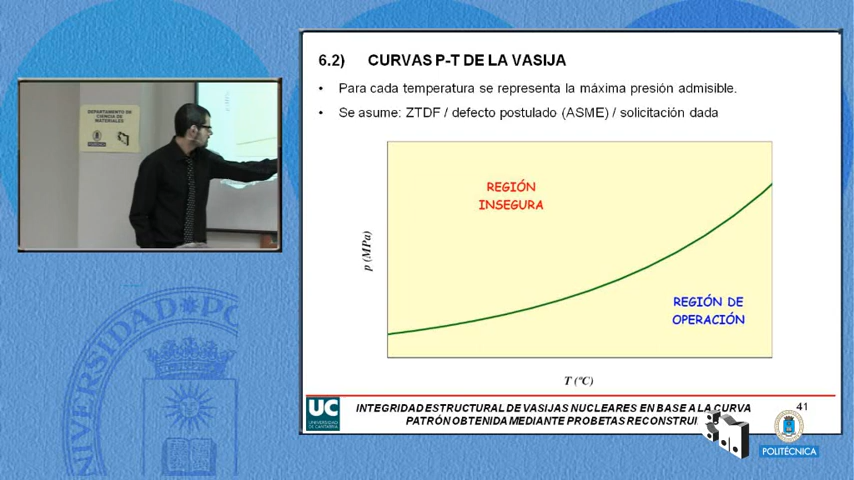 6.2) CURVAS P-T DE LA VASIJA
• Para cada temperatura se representa la máxima presión admisible.
• Se asume: ZTDF / defecto postulado (ASME) / solicitación dada
REGIÓN
INSEGURA
p (MPa)
REGIÓN DE
OPERACIÓN
T (ºC)
UC
UNIVERSIDAD
DE CANTABRIA
INTEGRIDAD ESTRUCTURAL DE VASIJAS NUCLEARES EN BASE A LA CURVA
PATRÓN OBTENIDA MEDIANTE PROBETAS RECONSTRUI
41
POLITÉCNICA
DEPARTAMENTO DE
CIENCIA DE
MATERIALES